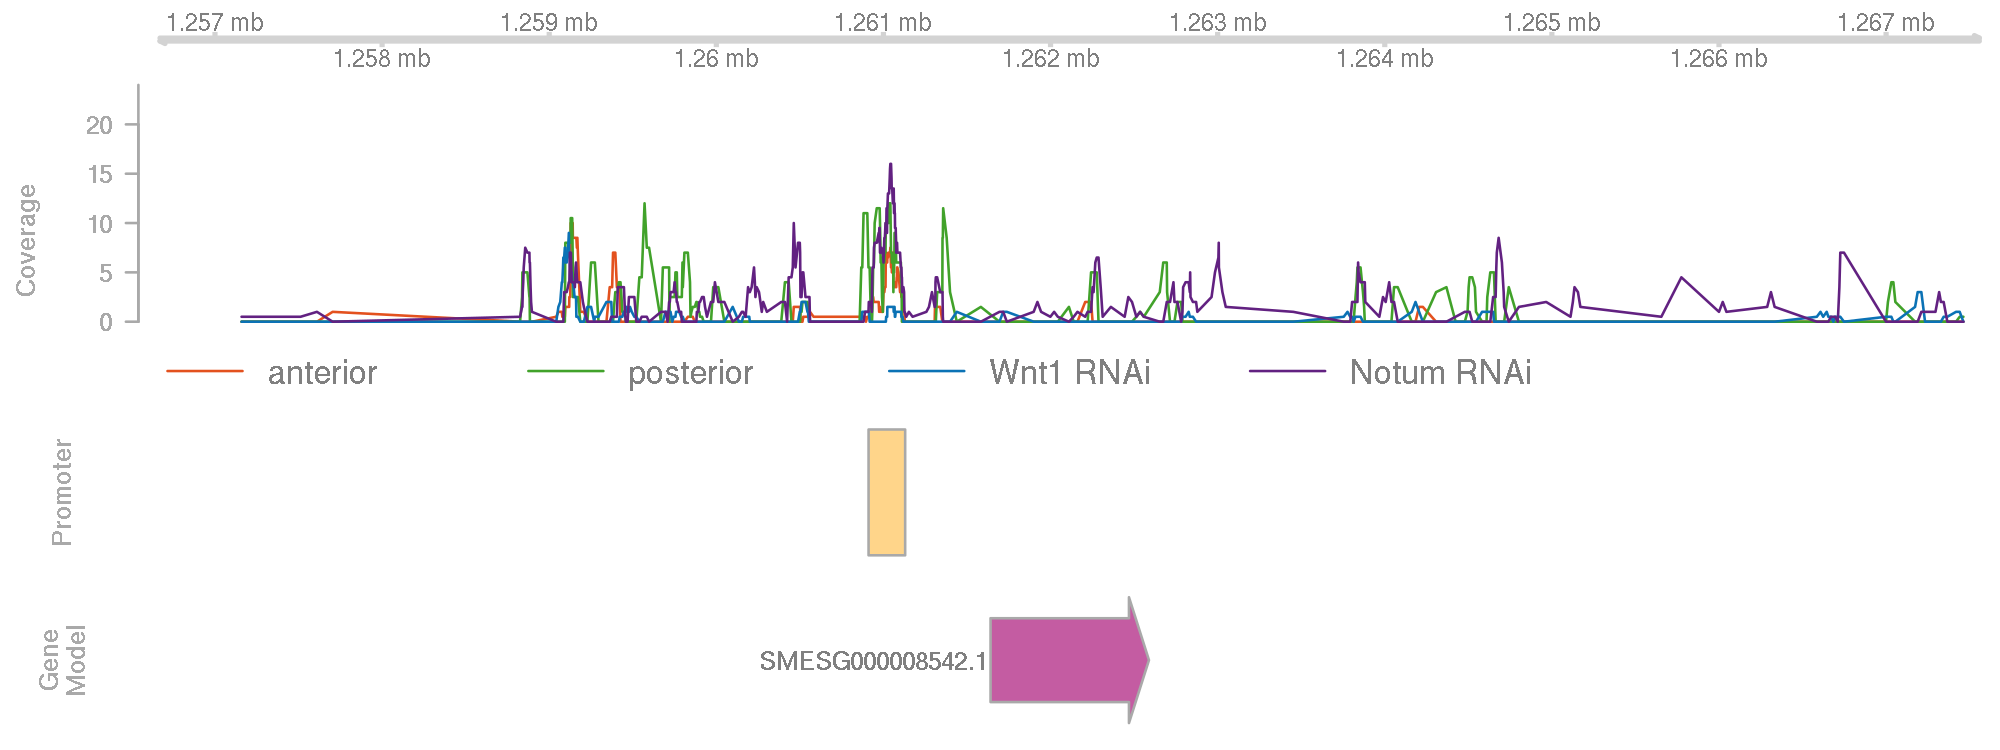 1.257 mb 1.259 mb 1.261 mb 1.263 mb 1.265 mb 1.267 mb
1.258 mb 1.26 mb 1.262 mb 1.264 mb 1.266 mb
Coverage
20
15
10
5
0
anterior posterior Wnt1 RNAi Notum RNAi
Promoter
Gene
Model
SMESG000008542.1